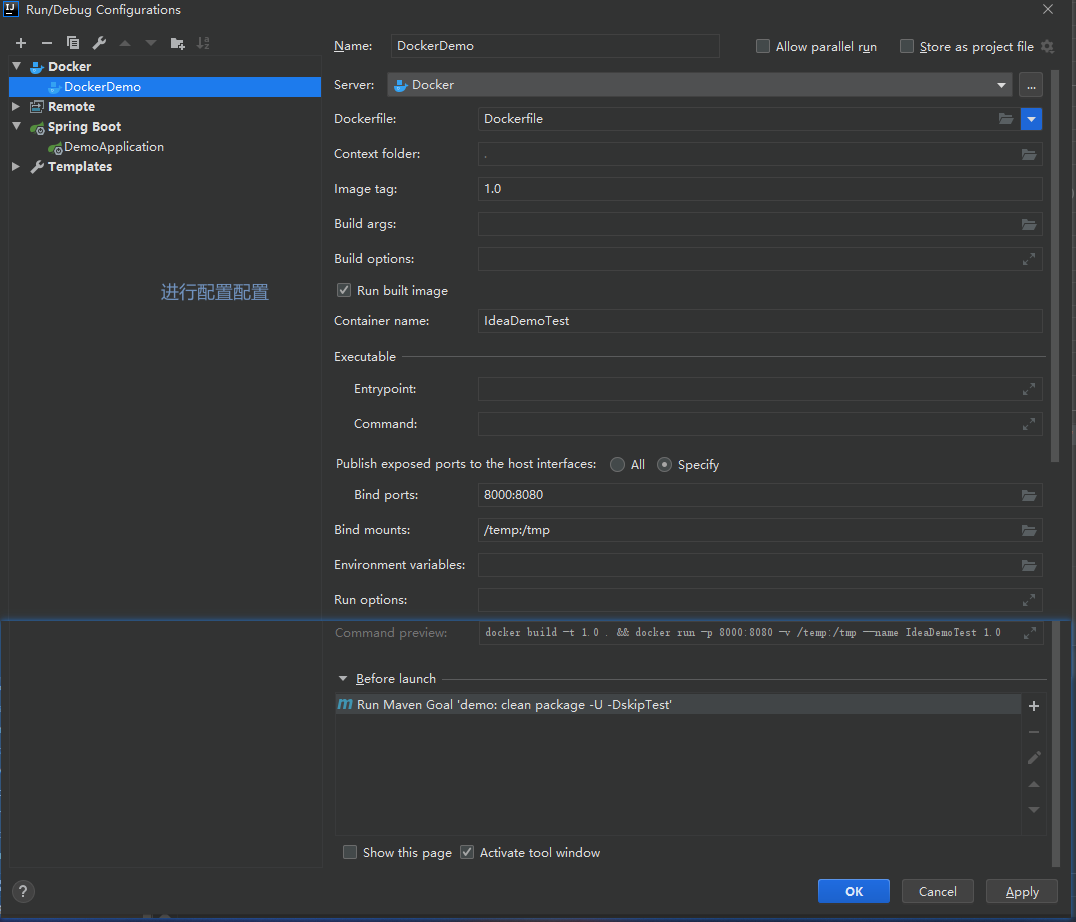 Run/Debug Configurations
Name: DockerDemo Allow parallel run Store as project file
Docker
DockerDemo
Remote
Spring Boot
DemoApplication
Templates
进行配置配置
Server: Docker ...
Dockerfile: Dockerfile
Context folder: .
Image tag: 1.0
Build args:
Build options:
Run built image
Container name: IdeaDemoTest
Executable
Entrypoint:
Command:
Publish exposed ports to the host interfaces: All Specify
Bind ports: 8000:8080
Bind mounts: /temp:/tmp
Environment variables:
Run options:
Command preview: docker build -t 1.0 . && docker run -p 8000:8080 -v /temp:/tmp --name IdeaDemoTest 1.0
Before launch
m Run Maven Goal 'demo: clean package -U -DskipTest'
Show this page Activate tool window
? OK Cancel Apply